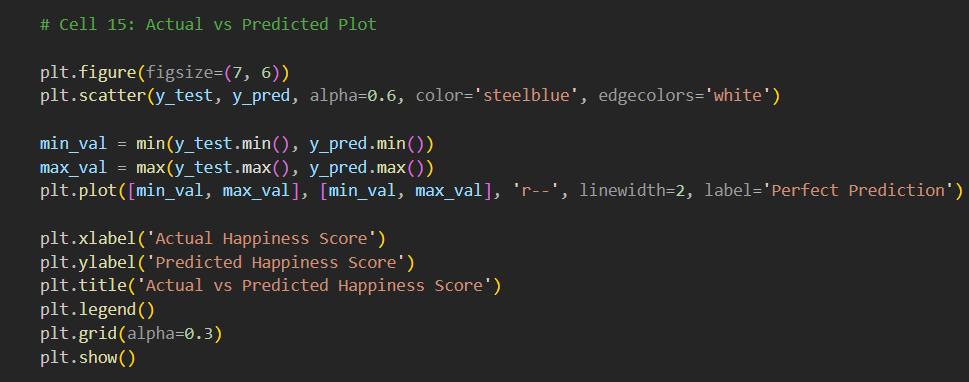 # Cell 15: Actual vs Predicted Plot
plt.figure(figsize=(7, 6))
plt.scatter(y_test, y_pred, alpha=0.6, color='steelblue', edgecolors='white')
min_val = min(y_test.min(), y_pred.min())
max_val = max(y_test.max(), y_pred.max())
plt.plot([min_val, max_val], [min_val, max_val], 'r--', linewidth=2, label='Perfect Prediction')
plt.xlabel('Actual Happiness Score')
plt.ylabel('Predicted Happiness Score')
plt.title('Actual vs Predicted Happiness Score')
plt.legend()
plt.grid(alpha=0.3)
plt.show()